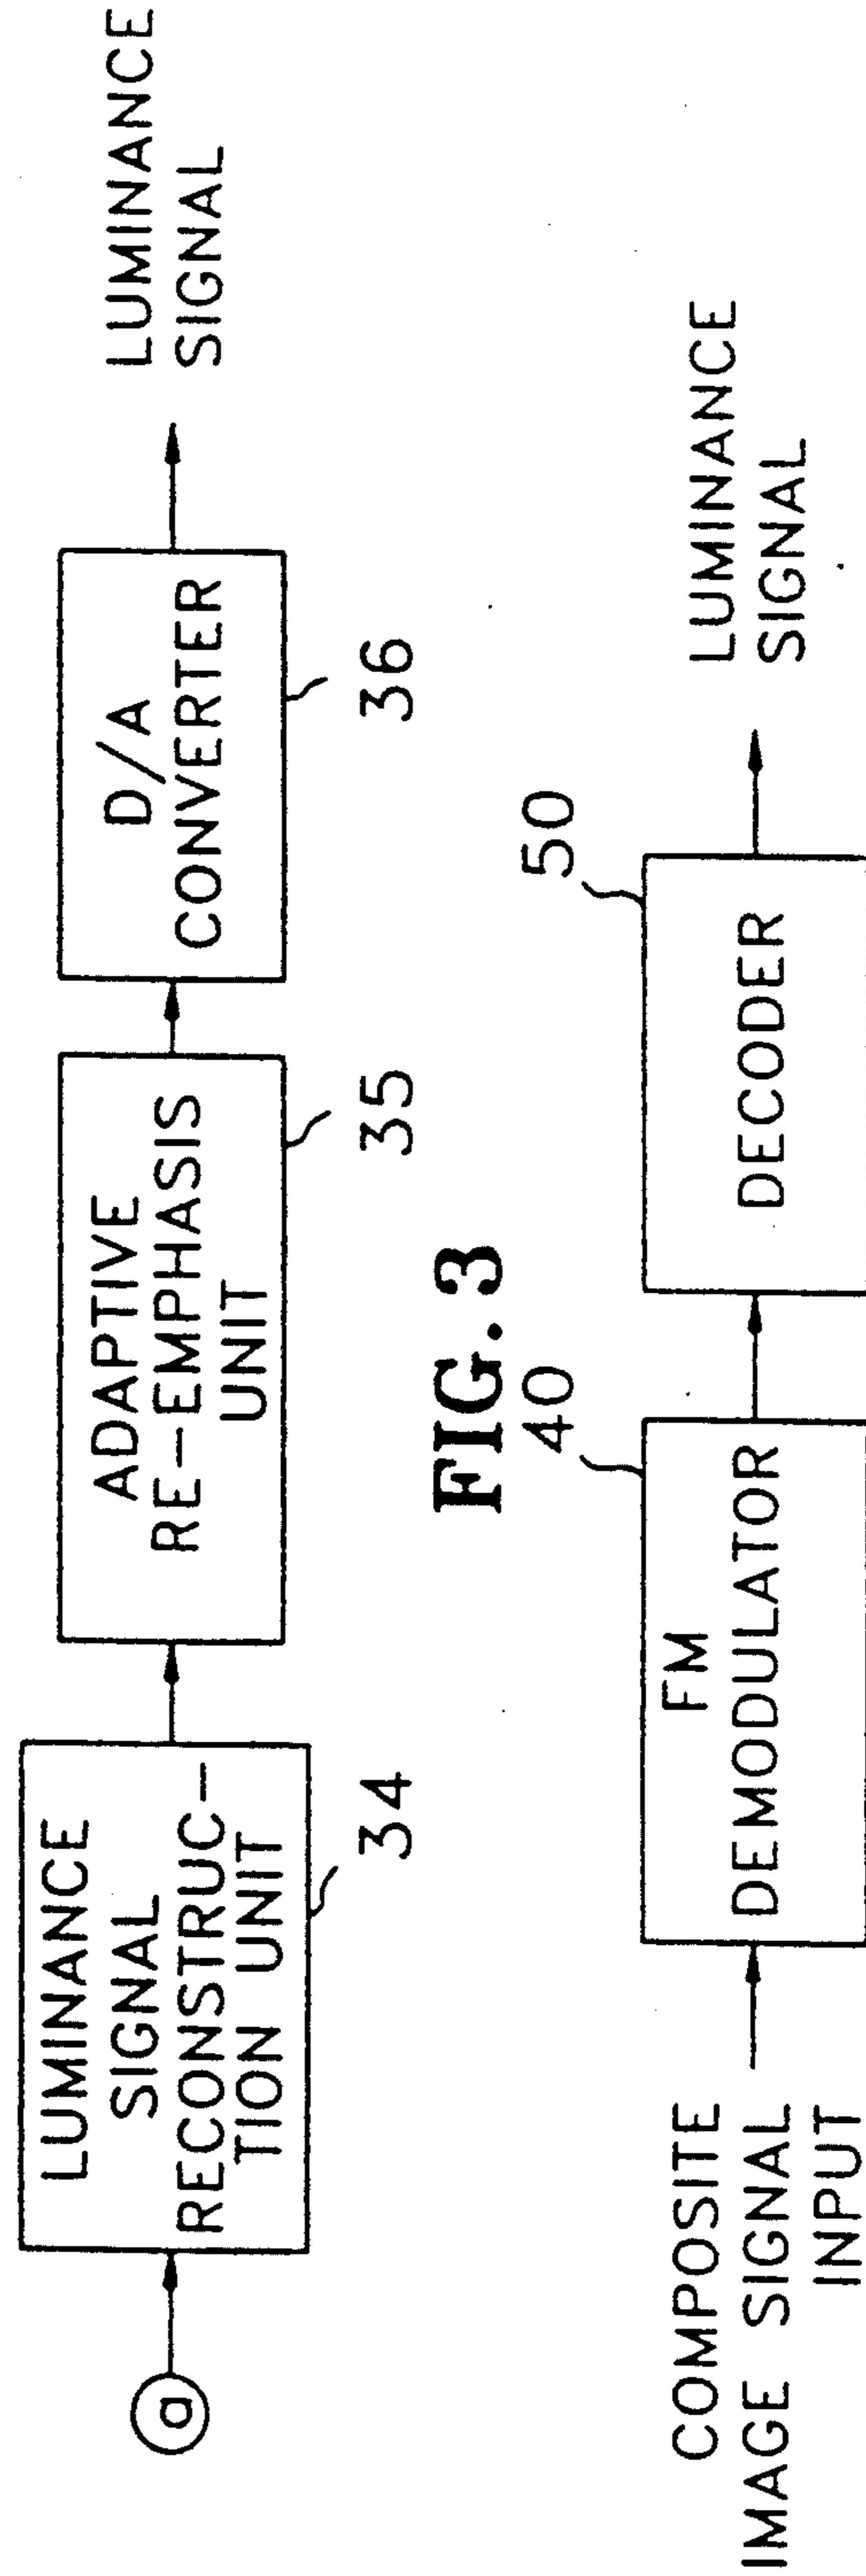 a
LUMINANCE
SIGNAL
RECONSTRUC-
TION UNIT
34
ADAPTIVE
RE-EMPHASIS
UNIT
35
D/A
CONVERTER
36
LUMINANCE
SIGNAL
FIG. 3
COMPOSITE
IMAGE SIGNAL
INPUT
40
FM
DEMODULATOR
50
DECODER
LUMINANCE
SIGNAL